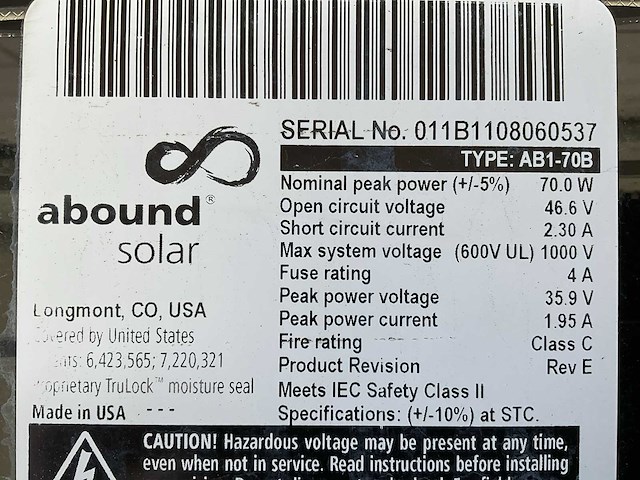 SERIAL No. 011B1108060537
TYPE: AB1-70B
Nominal peak power (+/-5%) 70.0 W
Open circuit voltage 46.6 V
Short circuit current 2.30 A
Max system voltage (600V UL) 1000 V
Fuse rating 4 A
Peak power voltage 35.9 V
Peak power current 1.95 A
Fire rating Class C
Product Revision Rev E
Meets IEC Safety Class II
Specifications: (+/-10%) at STC.
abound®
solar
Longmont, CO, USA
by United States
6,423,565; 7,220,321
TruLock™ moisture seal
Made in USA ---
CAUTION! Hazardous voltage may be present at any time,
even when not in service. Read instructions before installing